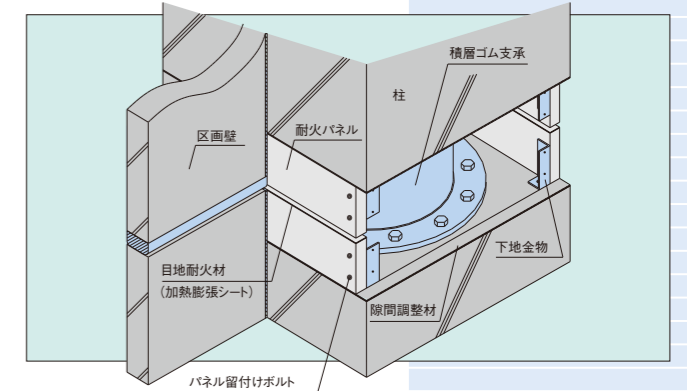 積層ゴム支承
柱
区画壁
耐火パネル
下地金物
目地耐火材
(加熱膨張シート)
隙間調整材
パネル留付けボルト